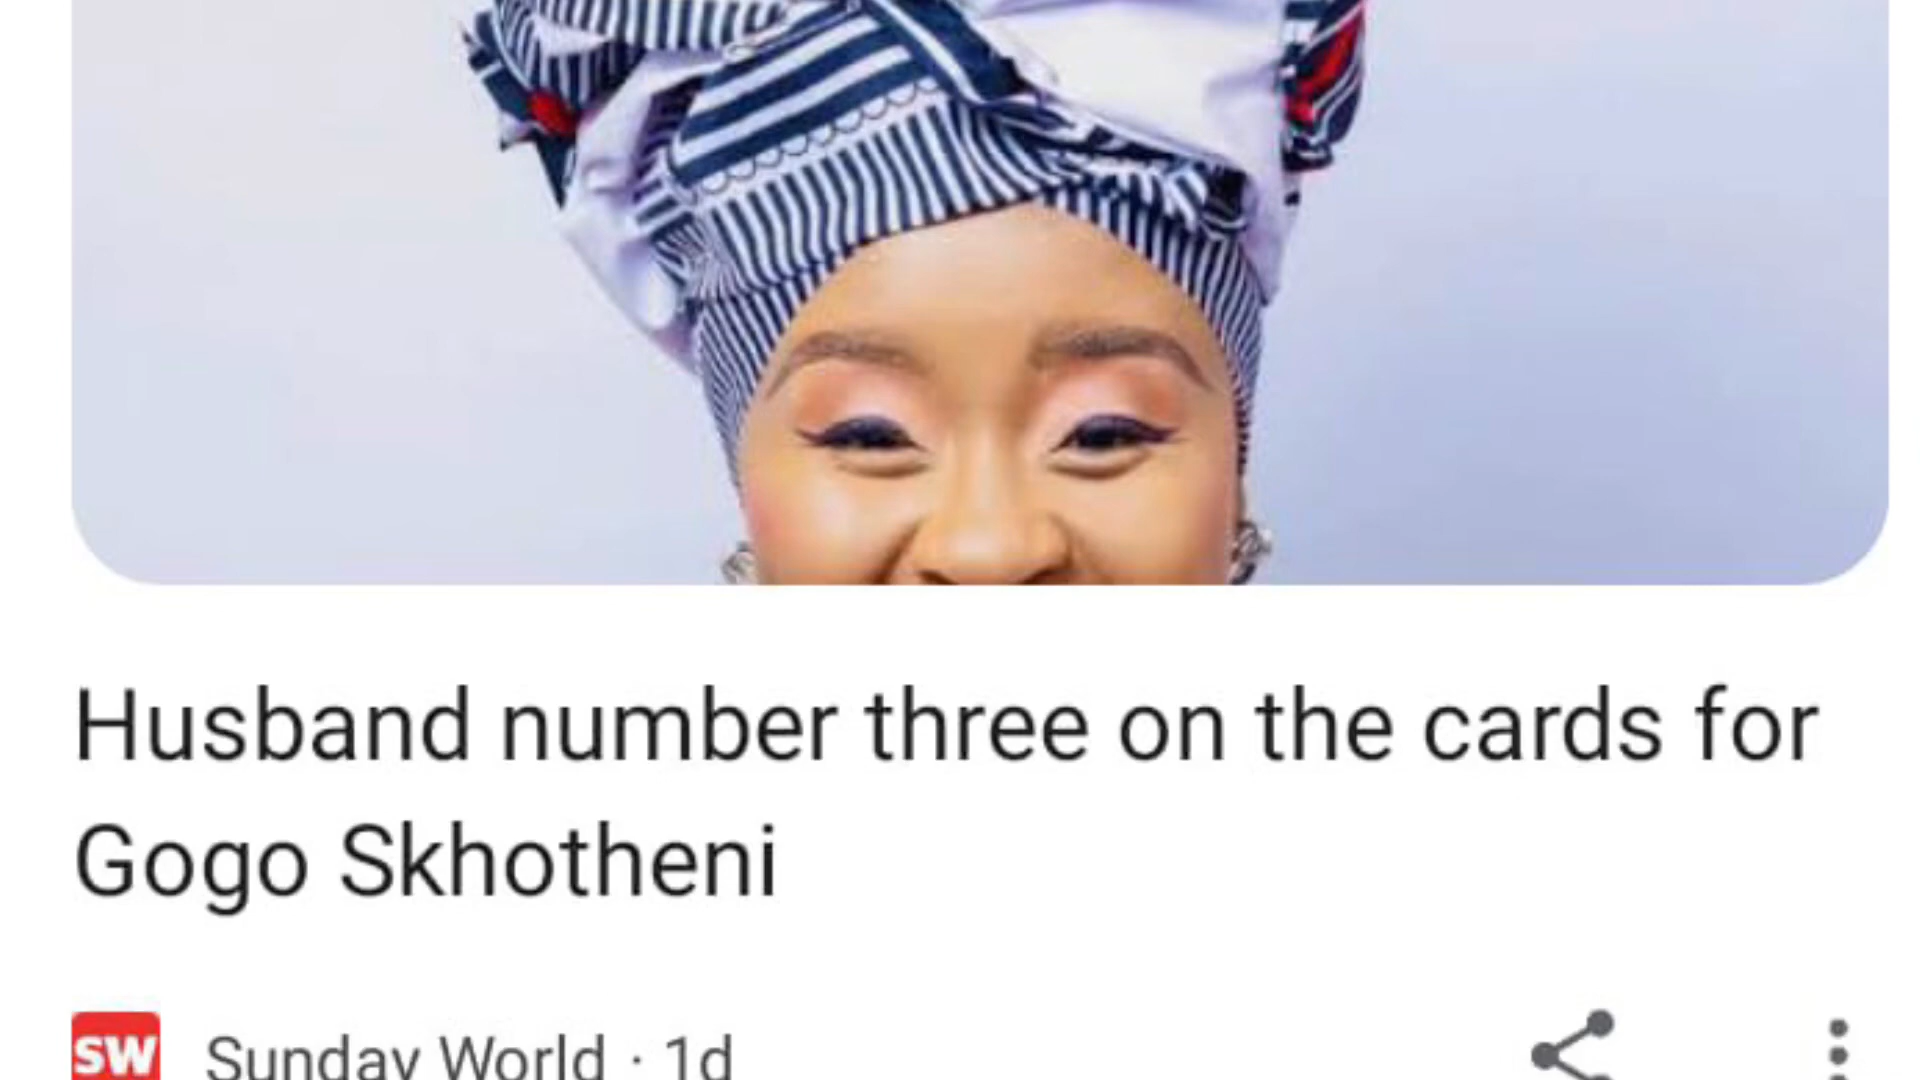 Husband number three on the cards for
Gogo Skhotheni
SW
Sunday World · 1d